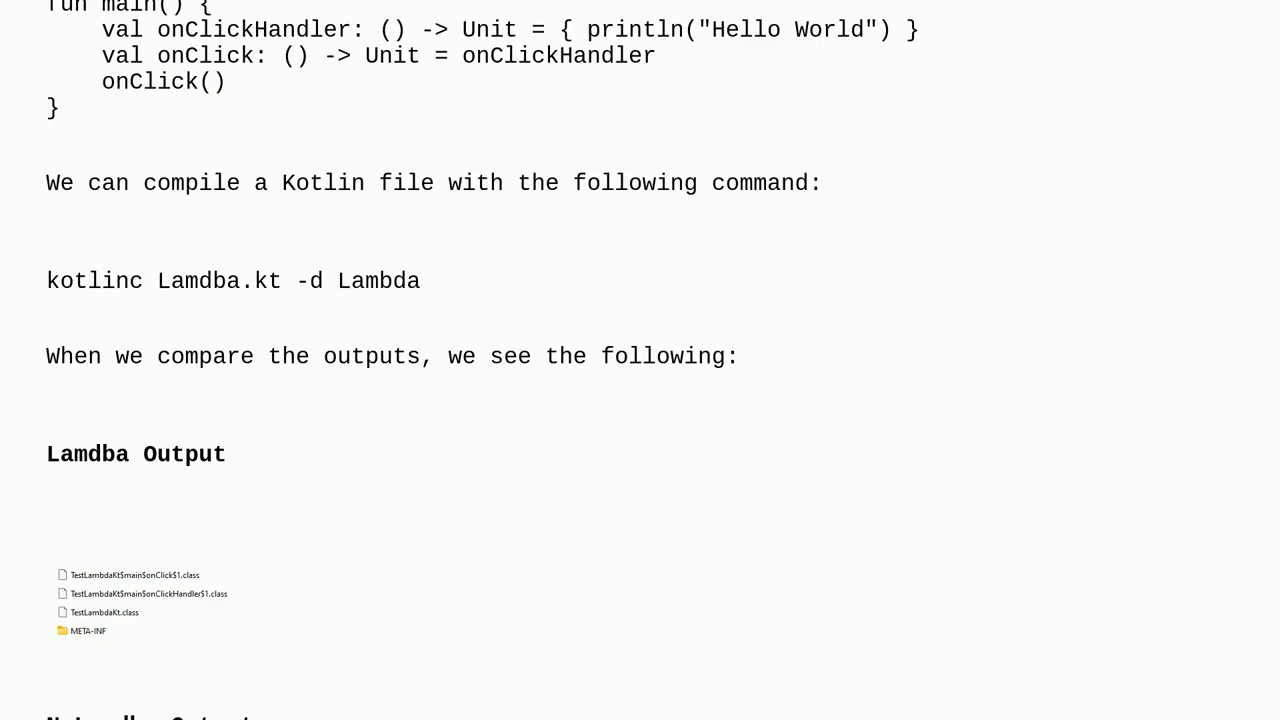 fun main() {
    val onClickHandler: () -> Unit = { println("Hello World") }
    val onClick: () -> Unit = onClickHandler
    onClick()
}
We can compile a Kotlin file with the following command:
kotlinc Lamdba.kt -d Lambda
When we compare the outputs, we see the following:
Lamdba Output
TestLambdaKt$main$onClick$1.class
TestLambdaKt$main$onClickHandler$1.class
TestLambdaKt.class
META-INF